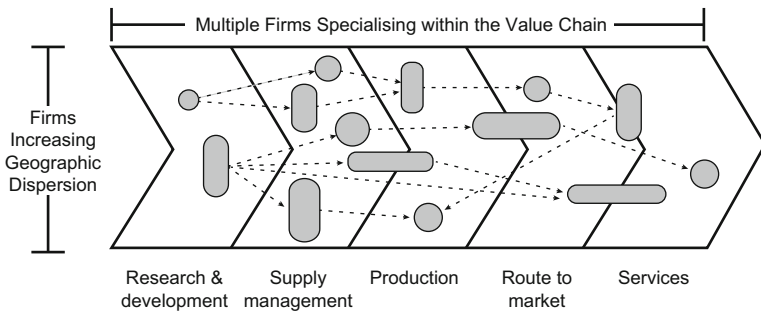 Multiple Firms Specialising within the Value Chain
Firms
Increasing
Geographic
Dispersion
Research &
development
Supply
management
Production
Route to
market
Services